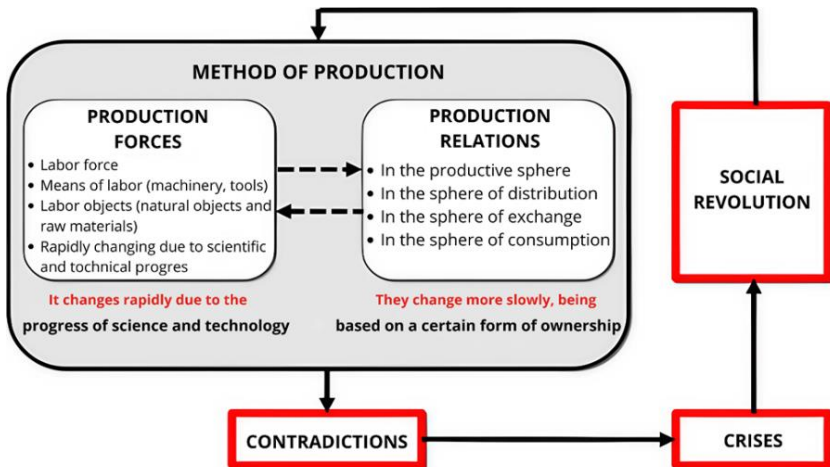 METHOD OF PRODUCTION
PRODUCTION
FORCES
• Labor force
• Means of labor (machinery, tools)
• Labor objects (natural objects and
raw materials)
• Rapidly changing due to scientific
and tochnical progres
It changes rapidly due to the
progress of science and technology
PRODUCTION
RELATIONS
• In the productive sphere
• In the sphere of distribution
• In the sphere of exchange
• In the sphere of consumption
They change more slowly, being
based on a certain form of ownership
SOCIAL
REVOLUTION
CONTRADICTIONS
CRISES